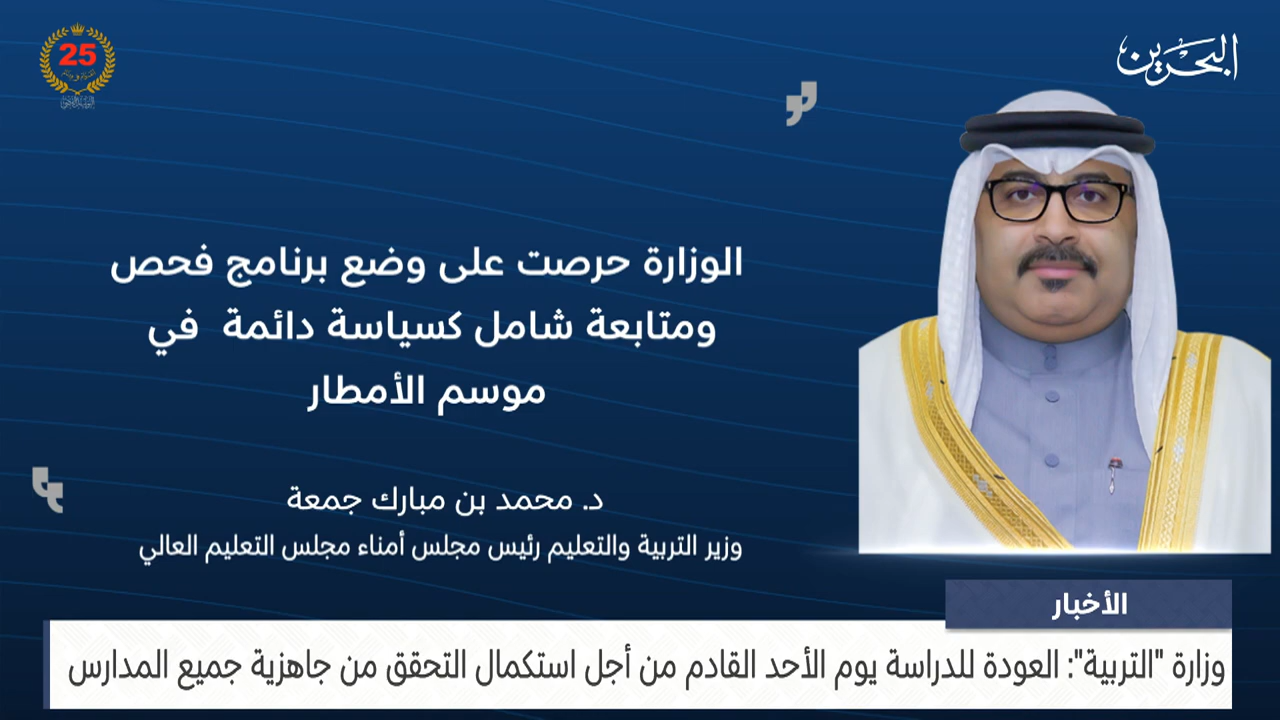 البحرين
25
الوزارة حرصت على وضع برنامج فحص
ومتابعة شامل كسياسة دائمة في
موسم الأمطار
د. محمد بن مبارك جمعة
وزير التربية والتعليم رئيس مجلس أمناء مجلس التعليم العالي
الأخبار
وزارة "التربية": العودة للدراسة يوم الأحد القادم من أجل استكمال التحقق من جاهزية جميع المدارس